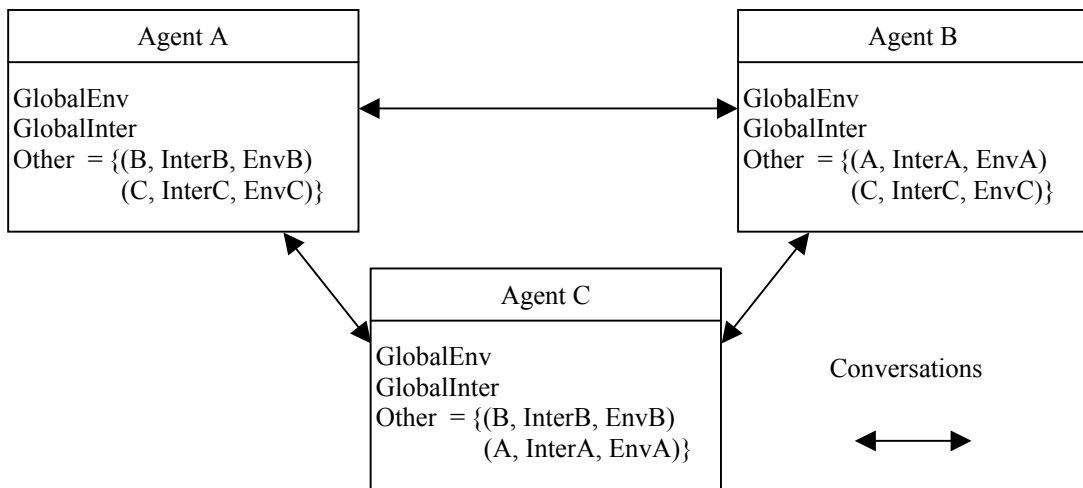 Agent A
GlobalEnv
GlobalInter
Other = {(B, InterB, EnvB)
(C, InterC, EnvC)}
Agent B
GlobalEnv
GlobalInter
Other = {(A, InterA, EnvA)
(C, InterC, EnvC)}
Agent C
GlobalEnv
GlobalInter
Other = {(B, InterB, EnvB)
(A, InterA, EnvA)}
Conversations